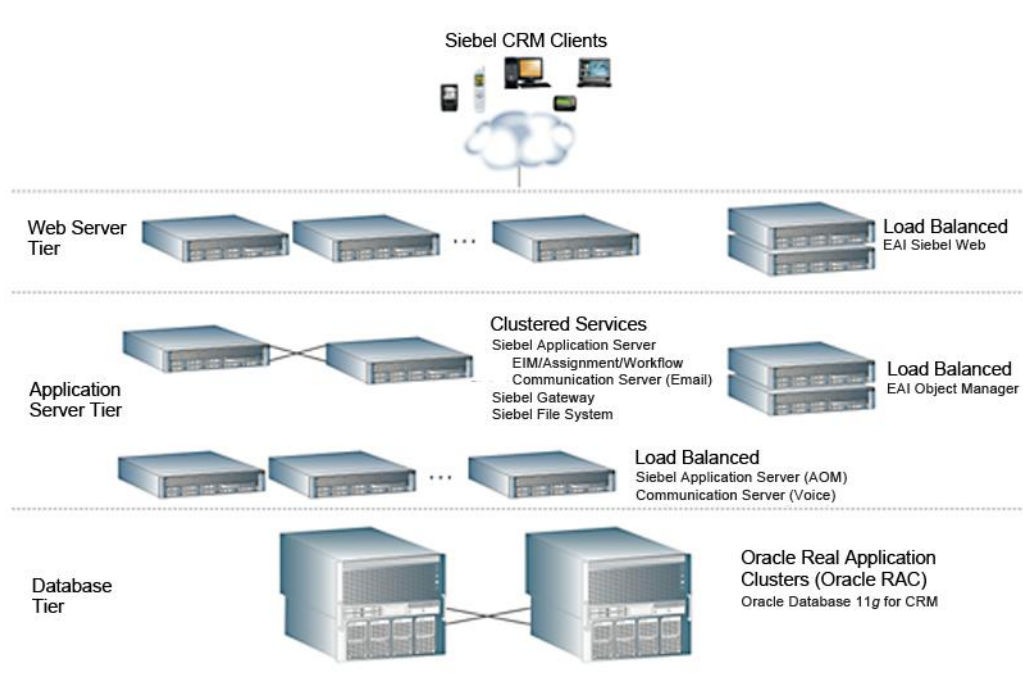 Siebel CRM Clients
Web Server
Tier
...
Load Balanced
EAI Siebel Web
Clustered Services
Siebel Application Server
EIM/Assignment/Workflow
Communication Server (Email)
Siebel Gateway
Siebel File System
Application
Server Tier
Load Balanced
EAI Object Manager
...
Load Balanced
Siebel Application Server (AOM)
Communication Server (Voice)
Database
Tier
Oracle Real Application
Clusters (Oracle RAC)
Oracle Database 11g for CRM